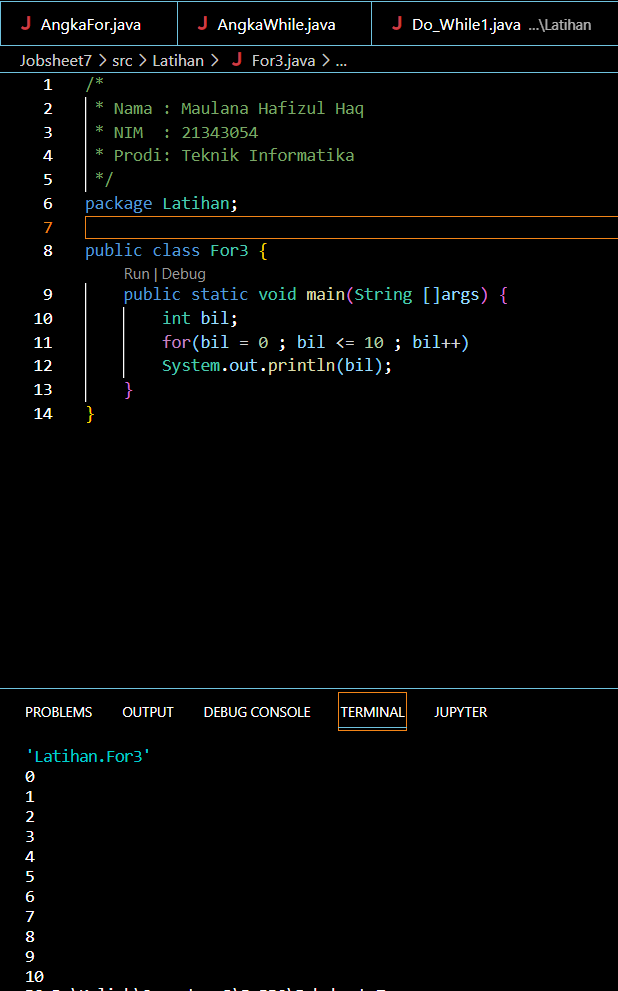 AngkaFor.java AngkaWhile.java Do_While1.java ...\Latihan
Jobsheet7 > src > Latihan > For3.java > ...
1 /*
2 * Nama : Maulana Hafizul Haq
3 * NIM : 21343054
4 * Prodi: Teknik Informatika
5 */
6 package Latihan;
7
8 public class For3 {
Run | Debug
9 public static void main(String []args) {
10 int bil;
11 for(bil = 0 ; bil <= 10 ; bil++)
12 System.out.println(bil);
13 }
14 }
PROBLEMS OUTPUT DEBUG CONSOLE TERMINAL JUPYTER
'Latihan.For3'
0
1
2
3
4
5
6
7
8
9
10